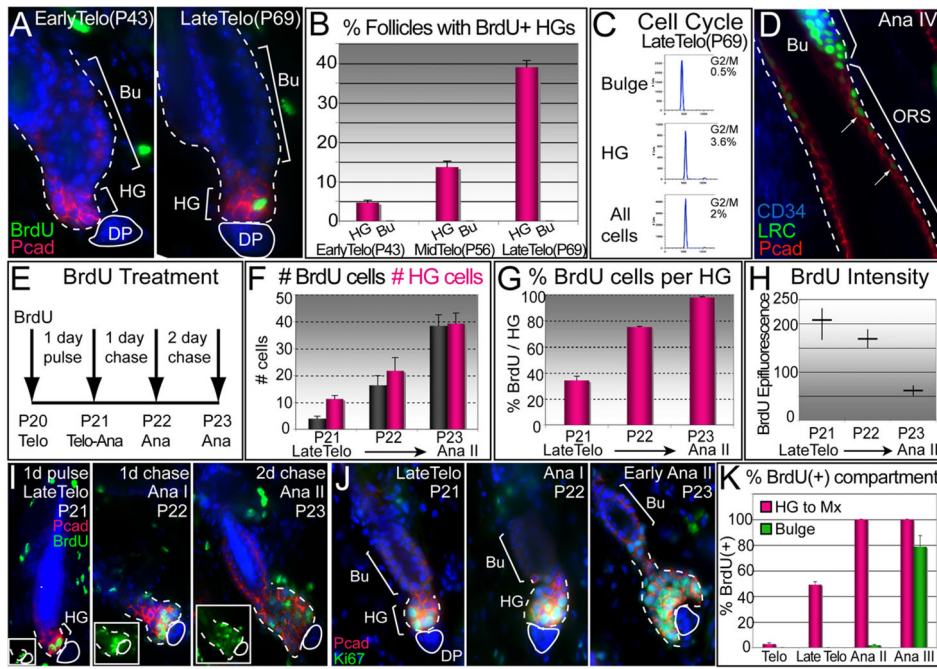 A
EarlyTelo(P43)
LateTelo(P69)
Bu
Bu
HG
HG
DP
DP
BrdU
Pcad
B
% Follicles with BrdU+ HGs
40
30
20
10
0
HG Bu
HG Bu
HG Bu
EarlyTelo(P43)
MidTelo(P56)
LateTelo(P69)
C
Cell Cycle
LateTelo(P69)
Bulge
G2/M
0.5%
HG
G2/M
3.6%
All
cells
G2/M
2%
D
Ana IV
Bu
ORS
CD34
LRC
Pcad
E
BrdU Treatment
BrdU
1 day
pulse
1 day
chase
2 day
chase
P20
Telo
P21
Telo-Ana
P22
Ana
P23
Ana
F
# BrdU cells # HG cells
# cells
50
40
30
20
10
0
P21
P22
P23
LateTelo
Ana II
G
% BrdU cells per HG
% BrdU / HG
100
80
60
40
20
0
P21
P22
P23
LateTelo
Ana II
H
BrdU Intensity
BrdU Epifluorescence
250
200
150
100
50
0
P21
P22
P23
LateTelo
Ana II
I
1d pulse
LateTelo
P21
Pcad
BrdU
HG
1d chase
Ana I
P22
2d chase
Ana II
P23
J
LateTelo
P21
Bu
HG
DP
Pcad
Ki67
Ana I
P22
Bu
HG
Early Ana II
P23
Bu
K
% BrdU(+) compartment
HG to Mx
Bulge
% BrdU(+)
100
80
60
40
20
0
Telo
Late Telo
Ana II
Ana III